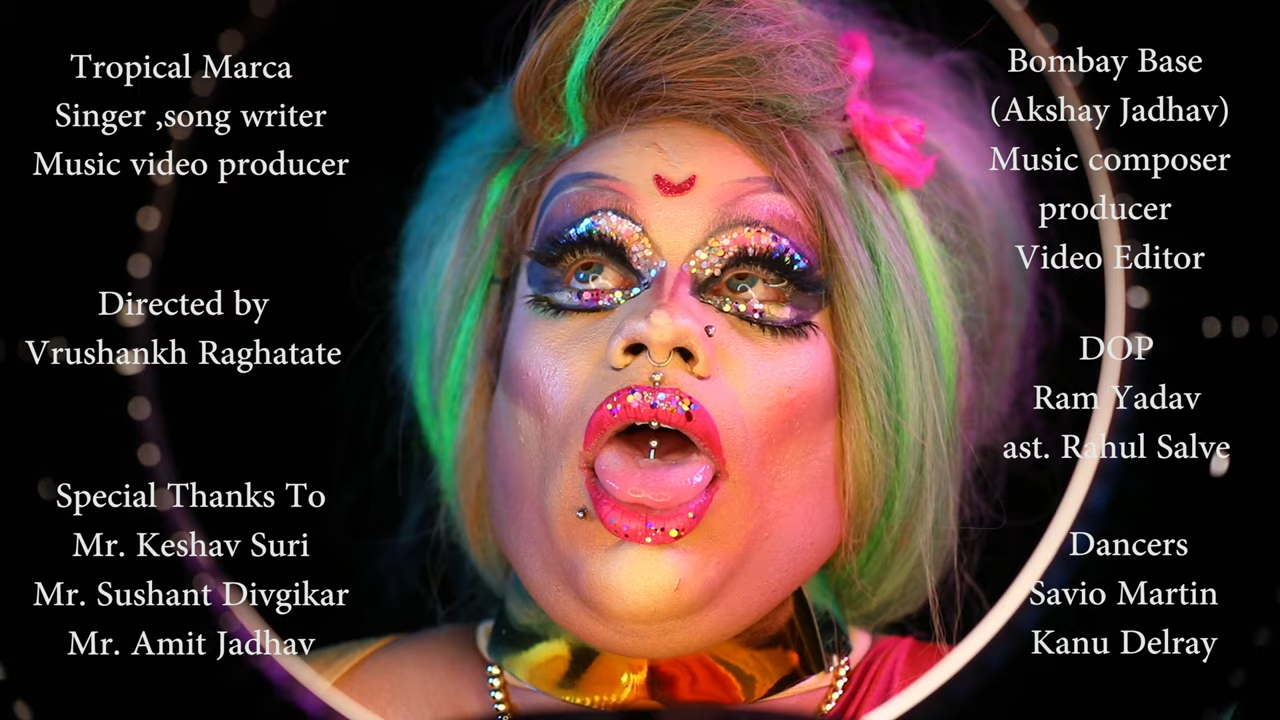 Tropical Marca
Singer ,song writer
Music video producer
Directed by
Vrushankh Raghatate
Special Thanks To
Mr. Keshav Suri
Mr. Sushant Divgikar
Mr. Amit Jadhav
Bombay Base
(Akshay Jadhav)
Music composer
producer
Video Editor
DOP
Ram Yadav
ast. Rahul Salve
Dancers
Savio Martin
Kanu Delray